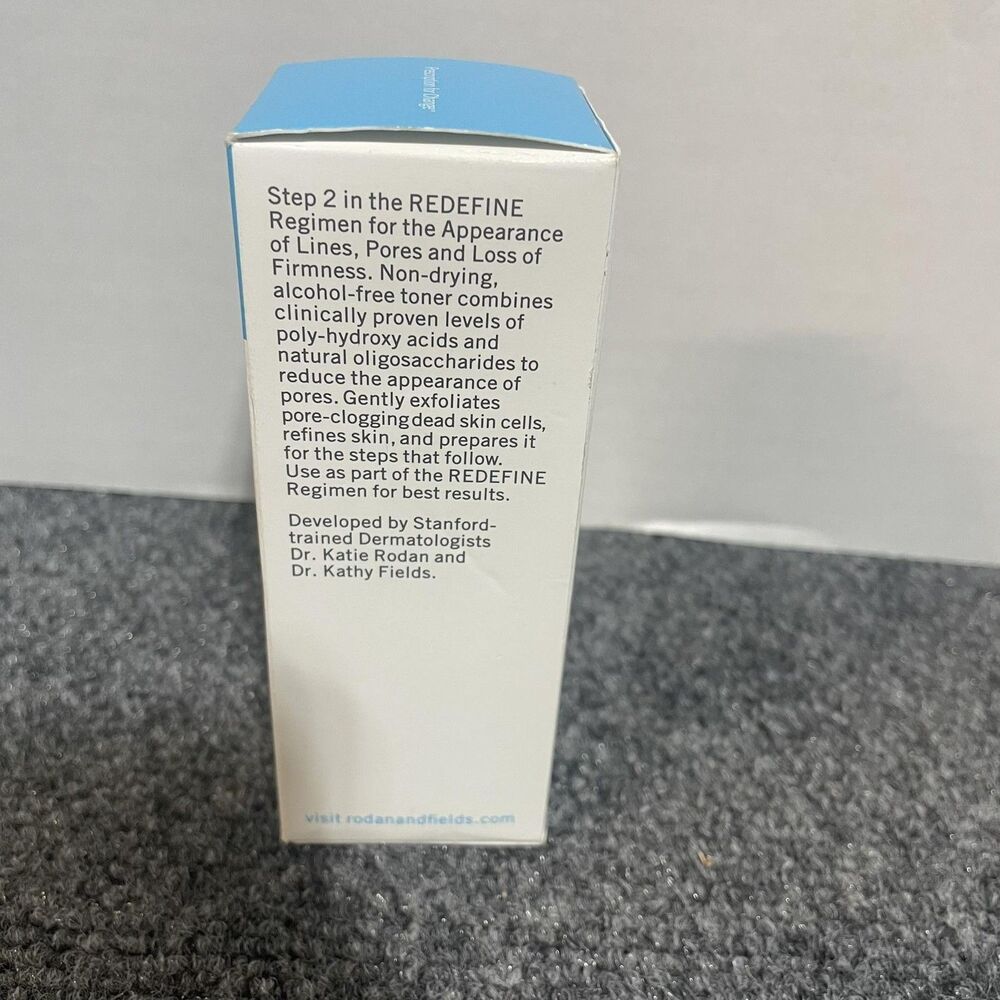 Prescription for Change
Step 2 in the REDEFINE
Regimen for the Appearance
of Lines, Pores and Loss of
Firmness. Non-drying,
alcohol-free toner combines
clinically proven levels of
poly-hydroxy acids and
natural oligosaccharides to
reduce the appearance of
pores. Gently exfoliates
pore-clogging dead skin cells,
refines skin, and prepares it
for the steps that follow.
Use as part of the REDEFINE
Regimen for best results.
Developed by Stanford-
trained Dermatologists
Dr. Katie Rodan and
Dr. Kathy Fields.
visit rodanandfields.com